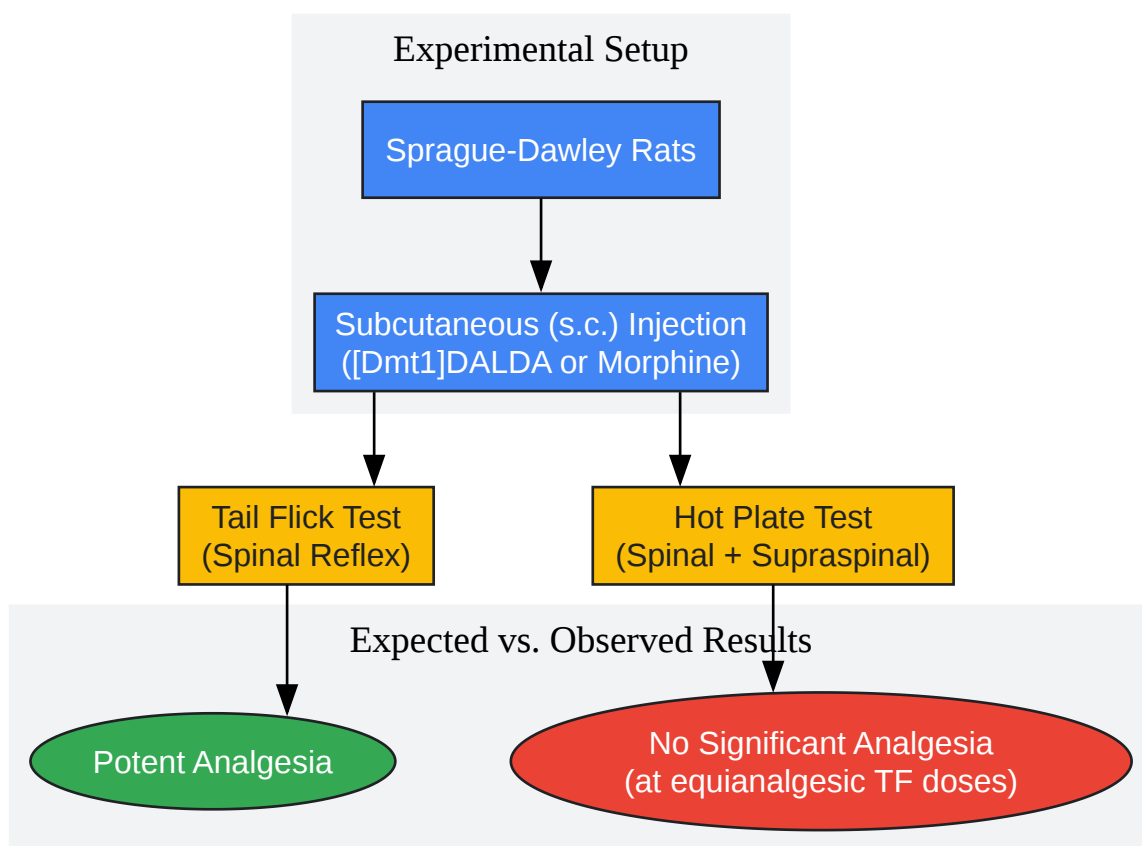 Experimental Setup
Sprague-Dawley Rats
Subcutaneous (s.c.) Injection
([Dmt1]DALDA or Morphine)
Tail Flick Test
(Spinal Reflex)
Hot Plate Test
(Spinal + Supraspinal)
Expected vs. Observed Results
Potent Analgesia
No Significant Analgesia
(at equianalgesic TF doses)